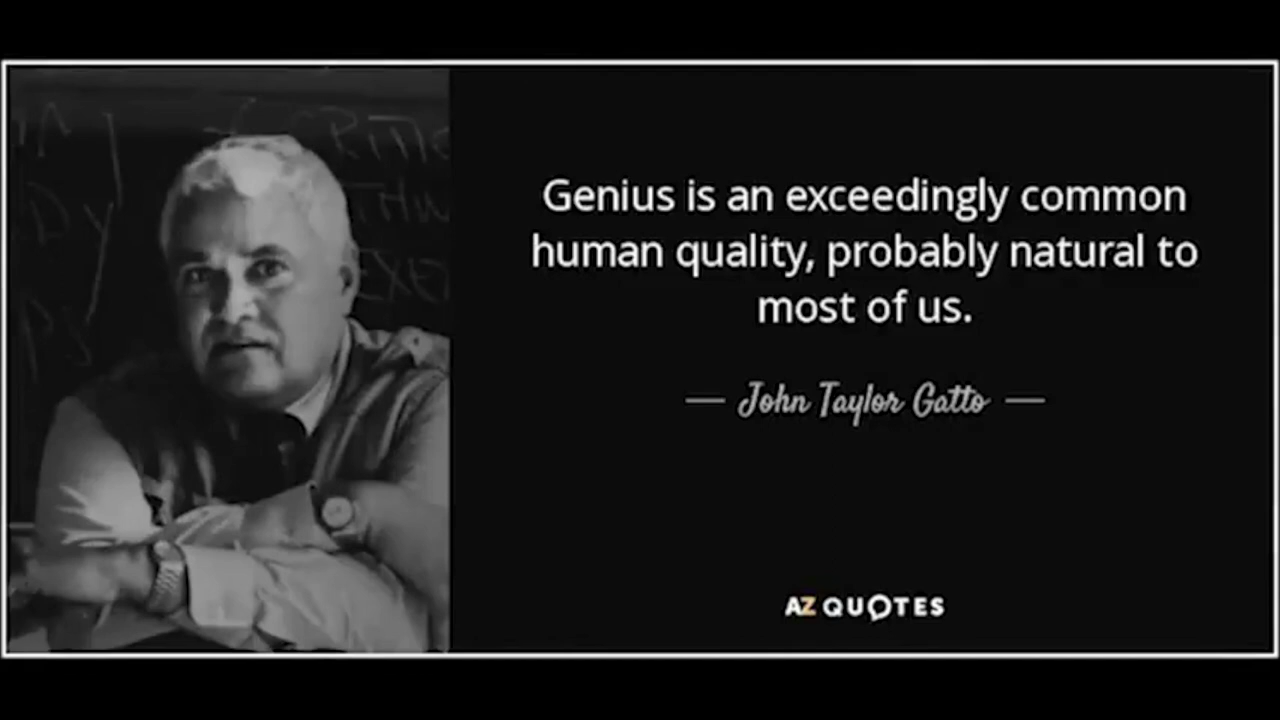 Genius is an exceedingly common
human quality, probably natural to
most of us.
— John Taylor Gatto —
AZ QUOTES